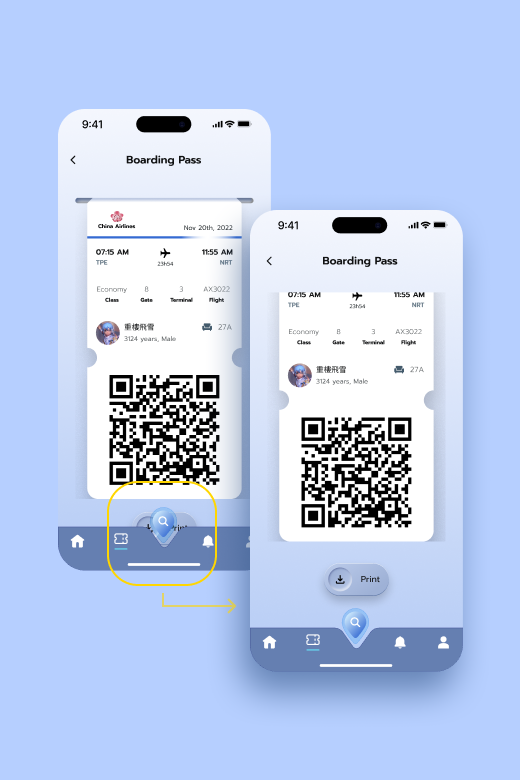 9:41
Boarding Pass
China Airlines
Nov 20th, 2022
07:15 AM 11:55 AM
TPE 23h54 NRT
Economy 8 3 AX3022
Class Gate Terminal Flight
重樓飛雪
3124 years, Male
27A
Print
9:41
Boarding Pass
07:15 AM 11:55 AM
TPE 23h54 NRT
Economy 8 3 AX3022
Class Gate Terminal Flight
重樓飛雪
3124 years, Male
27A
Print